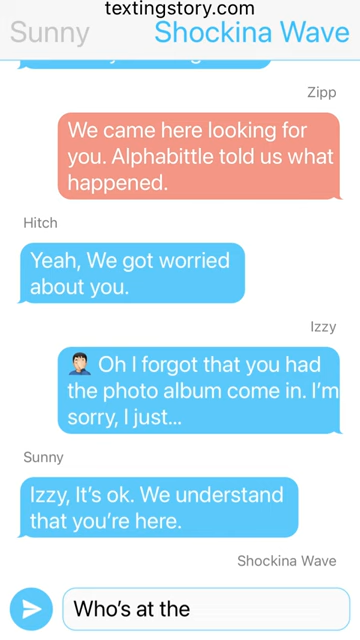 textingstory.com
Sunny
Shockina Wave
Zipp
We came here looking for
you. Alphabittle told us what
happened.
Hitch
Yeah, We got worried
about you.
Izzy
🤦🏻‍♂️ Oh I forgot that you had
the photo album come in. I'm
sorry, I just...
Sunny
Izzy, It's ok. We understand
that you're here.
Shockina Wave
Who's at the